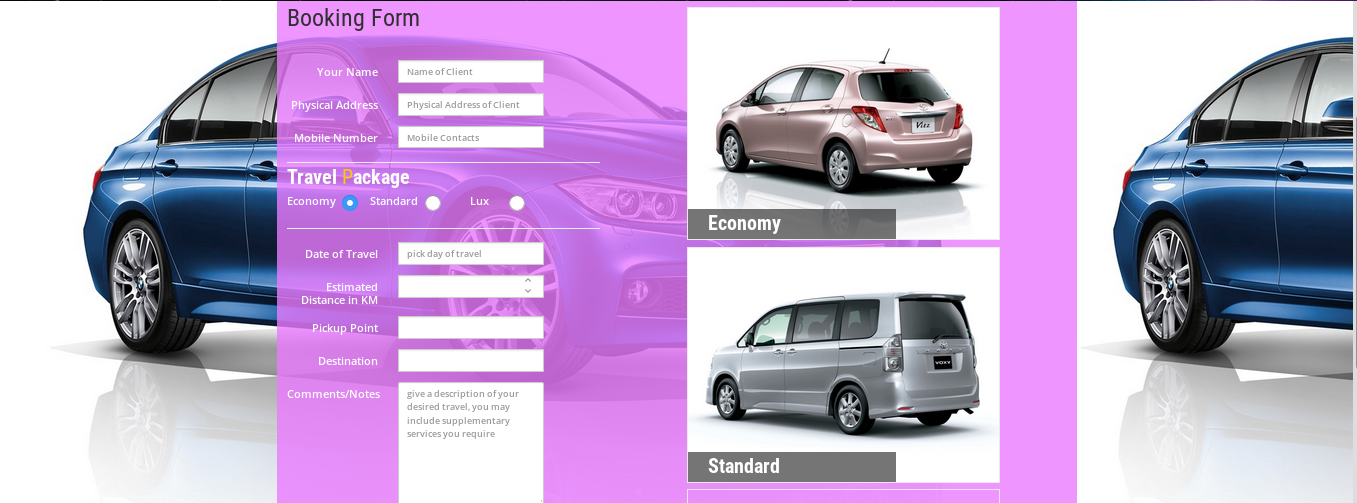 Booking Form
Your Name
Name of Client
Physical Address
Physical Address of Client
Mobile Number
Mobile Contacts
Travel Package
Economy Standard Lux
Date of Travel
pick day of travel
Estimated
Distance in KM
Pickup Point
Destination
Comments/Notes
give a description of your
desired travel, you may
include supplementary
services you require
Vitz
Economy
VOXY
Standard